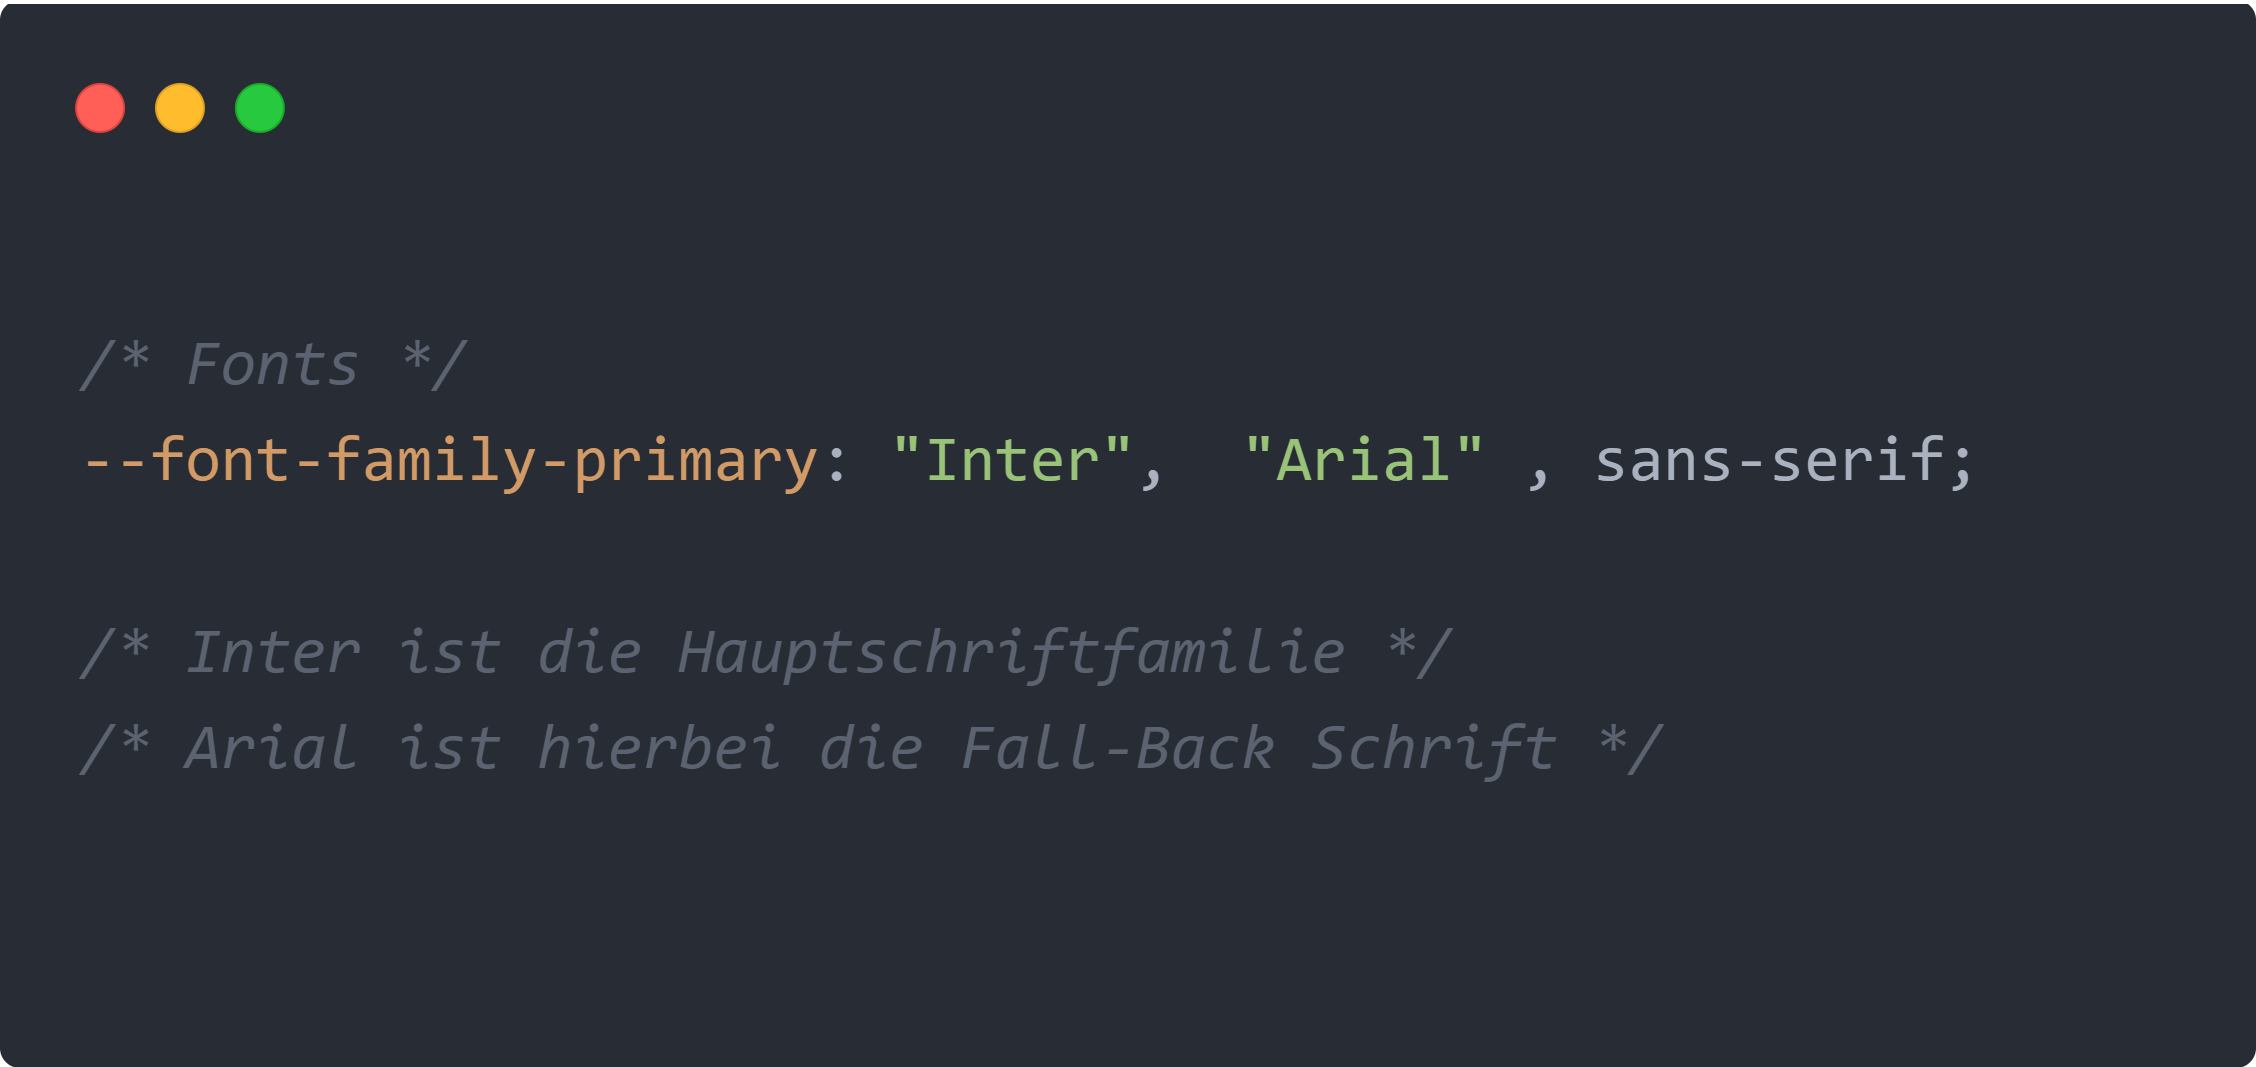 /* Fonts */
--font-family-primary: "Inter",  "Arial" , sans-serif;
/* Inter ist die Hauptschriftfamilie */
/* Arial ist hierbei die Fall-Back Schrift */